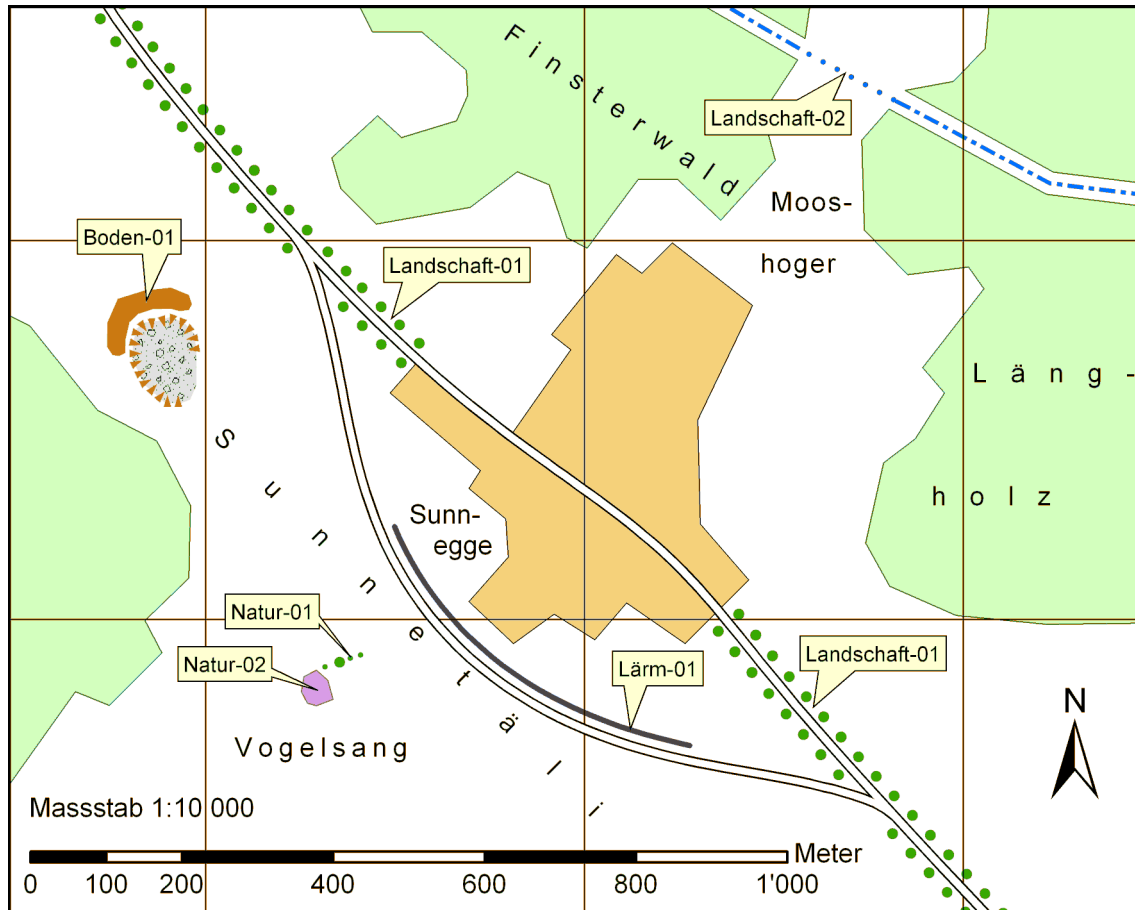 Finsterwald
Landschaft-02
Moos-
hoger
Boden-01
Landschaft-01
Läng-
holz
Sunnetäli
Sunn-
egge
Natur-01
Natur-02
Lärm-01
Landschaft-01
N
Vogelsang
Massstab 1:10 000
Meter
0 100 200 400 600 800 1'000